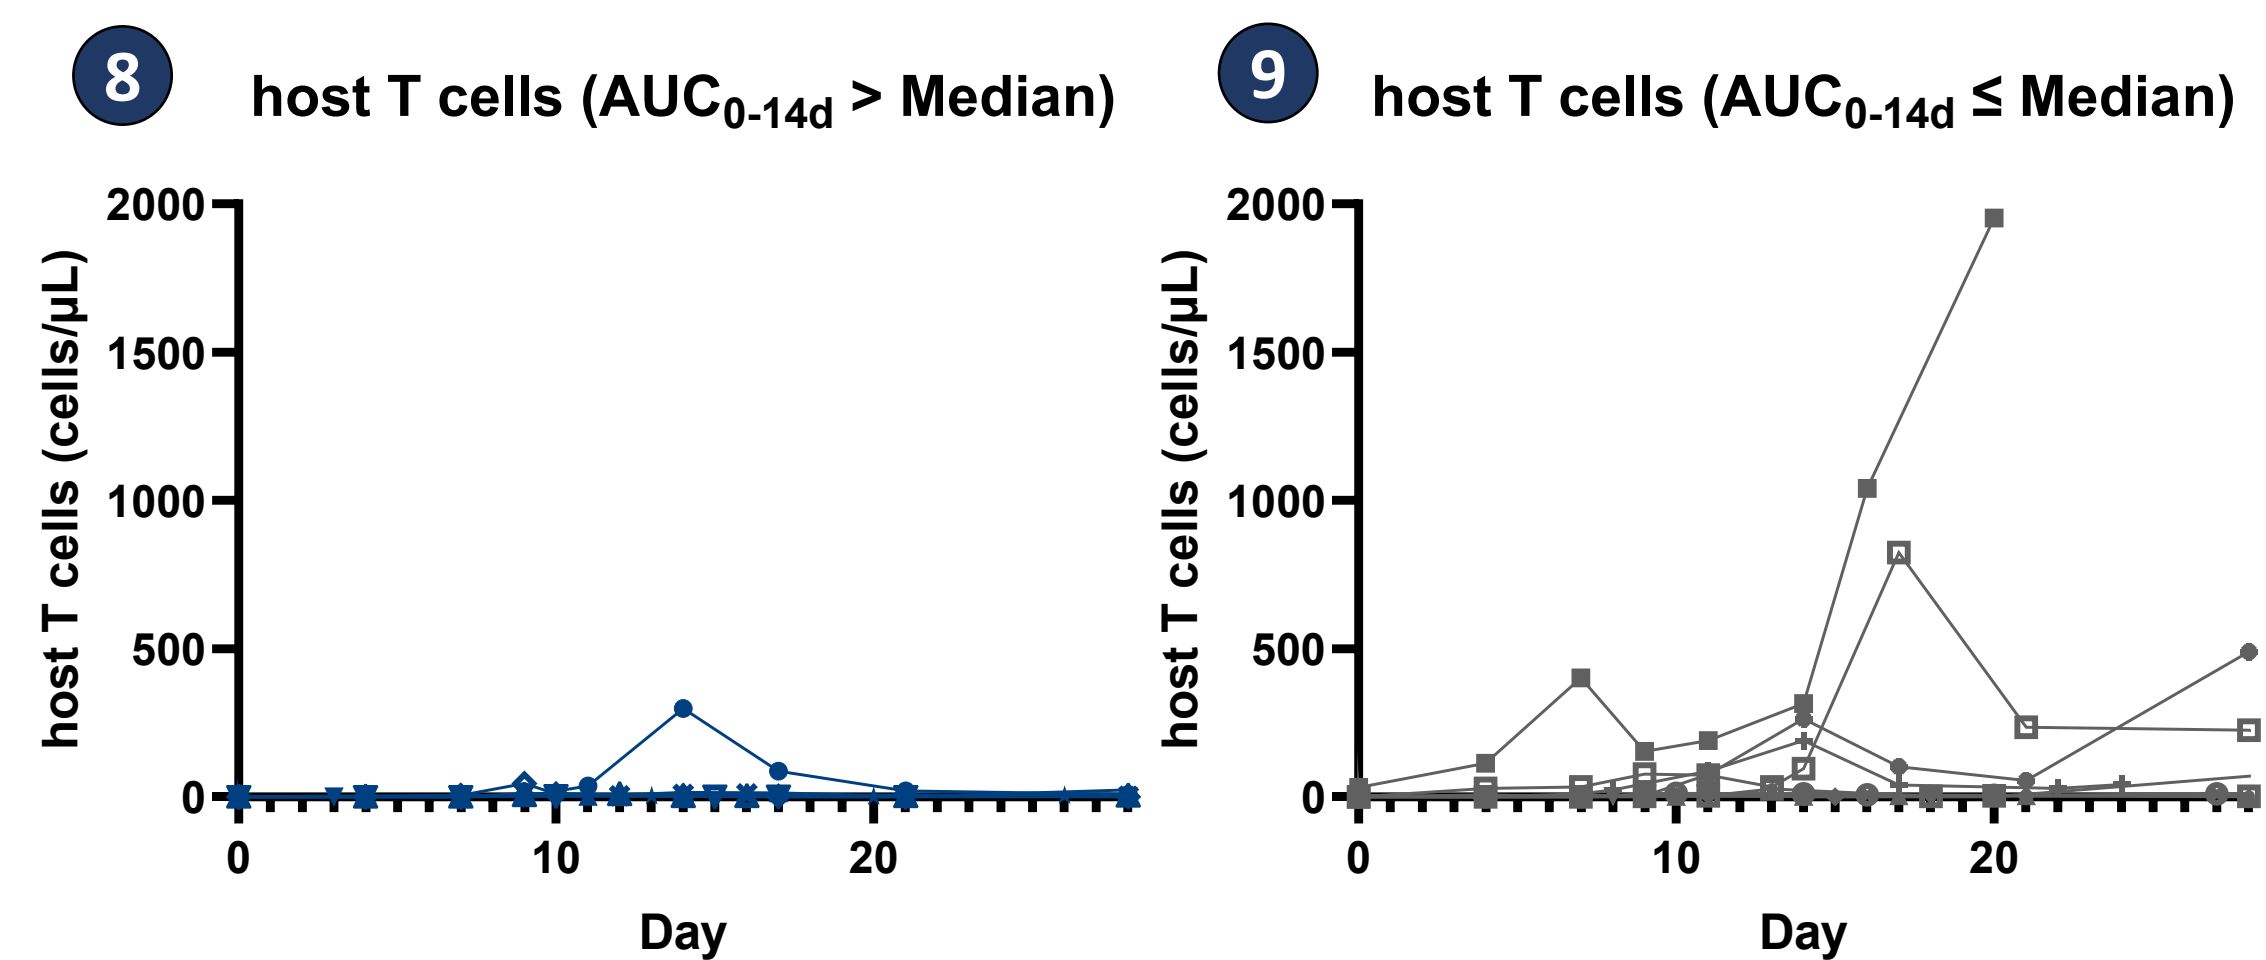 8
host T cells (AUC0-14d > Median)
2000
1500
1000
500
0
host T cells (cells/µL)
0 10 20
Day
9
host T cells (AUC0-14d ≤ Median)
2000
1500
1000
500
0
host T cells (cells/µL)
0 10 20
Day